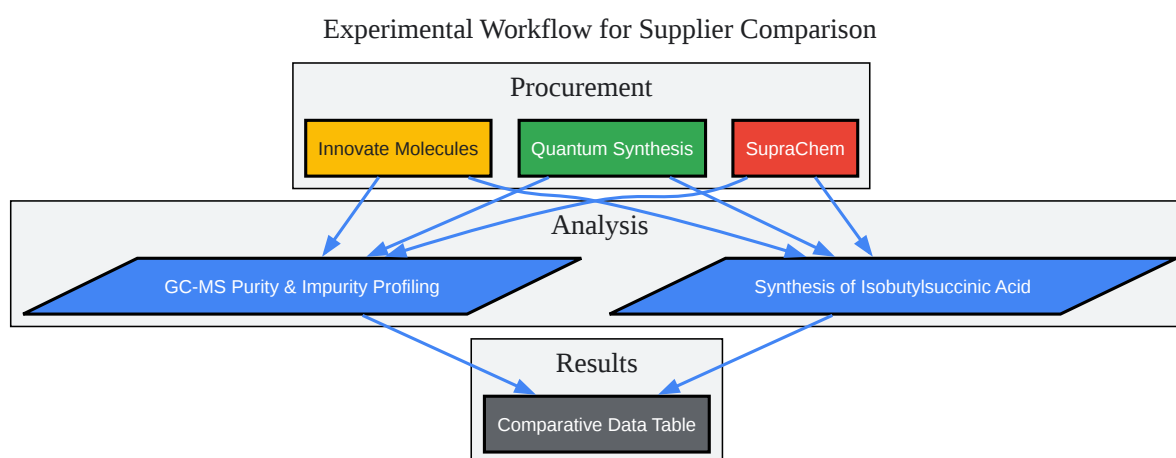 Experimental Workflow for Supplier Comparison
Procurement
Innovate Molecules
Quantum Synthesis
SupraChem
Analysis
GC-MS Purity & Impurity Profiling
Synthesis of Isobutylsuccinic Acid
Results
Comparative Data Table